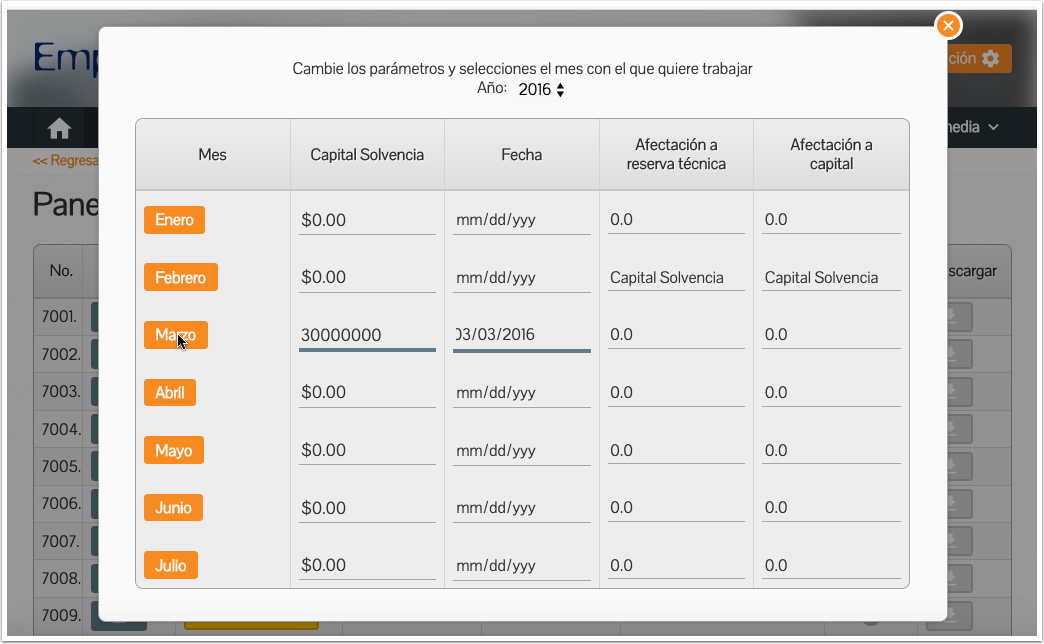 Emp
ción
Cambie los parámetros y selecciones el mes con el que quiere trabajar
Año: 2016
media
<< Regresa
Pane
No.
scargar
7001.
7002.
7003.
7004.
7005.
7006.
7007.
7008.
7009.
Mes Capital Solvencia Fecha Afectación a reserva técnica Afectación a capital
Enero $0.00 mm/dd/yyy 0.0 0.0
Febrero $0.00 mm/dd/yyy Capital Solvencia Capital Solvencia
Marzo 30000000 03/03/2016 0.0 0.0
Abril $0.00 mm/dd/yyy 0.0 0.0
Mayo $0.00 mm/dd/yyy 0.0 0.0
Junio $0.00 mm/dd/yyy 0.0 0.0
Julio $0.00 mm/dd/yyy 0.0 0.0